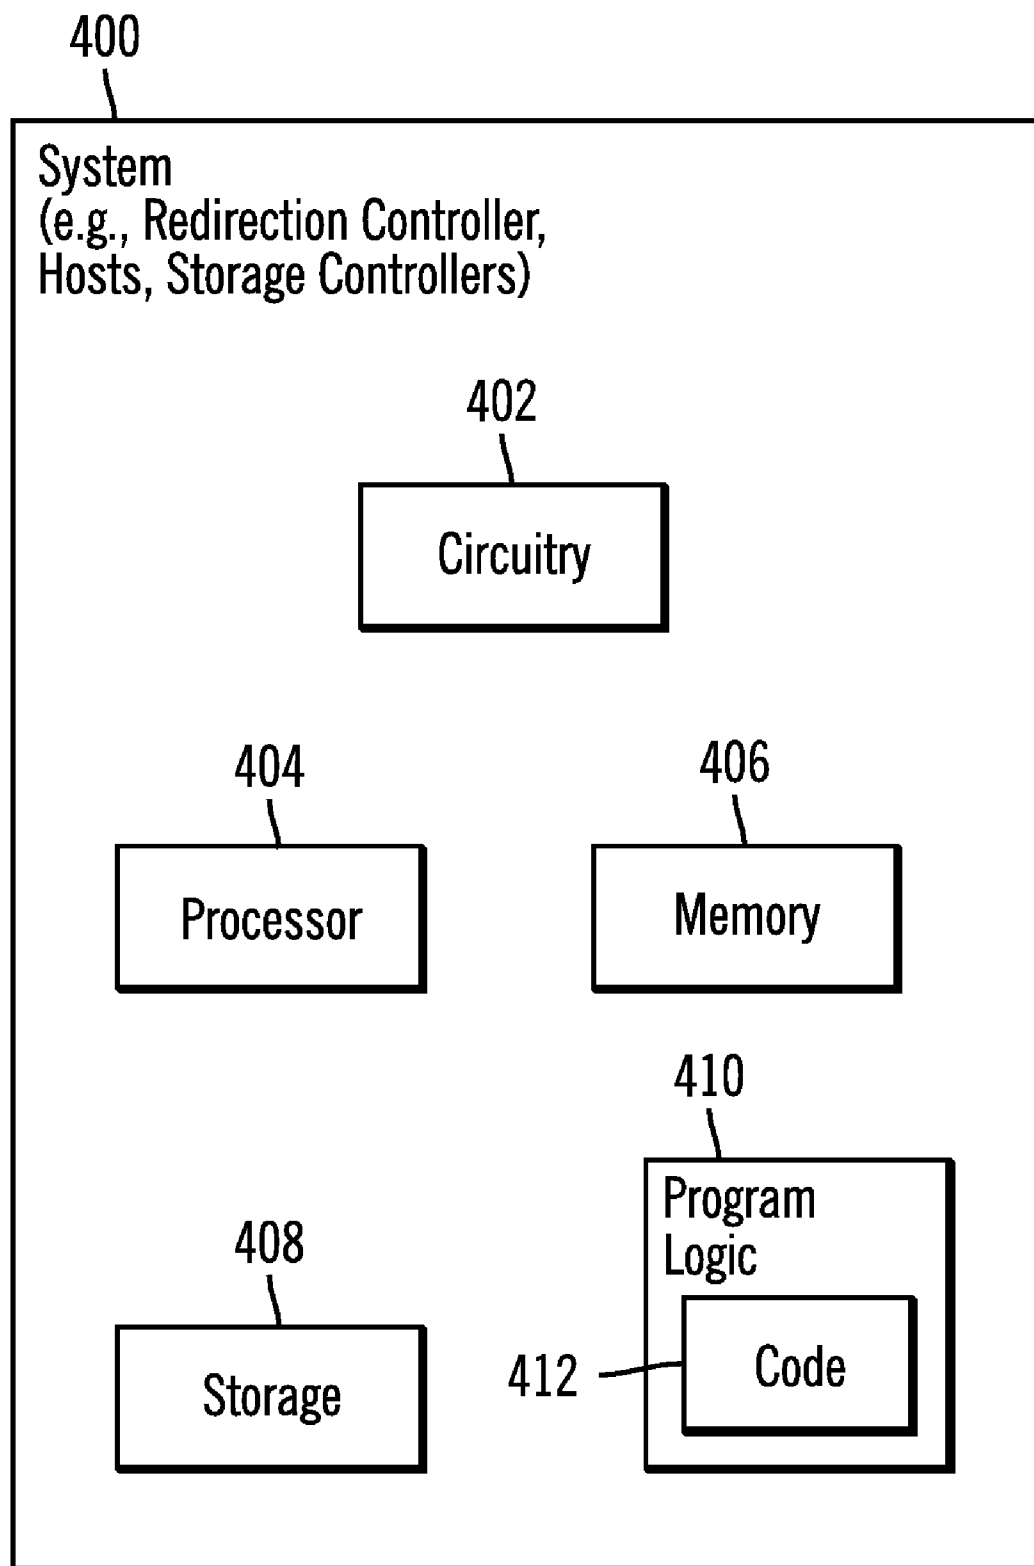 400
System
(e.g., Redirection Controller,
Hosts, Storage Controllers)
402
Circuitry
404
406
Processor
Memory
410
Program
Logic
408
412
Code
Storage